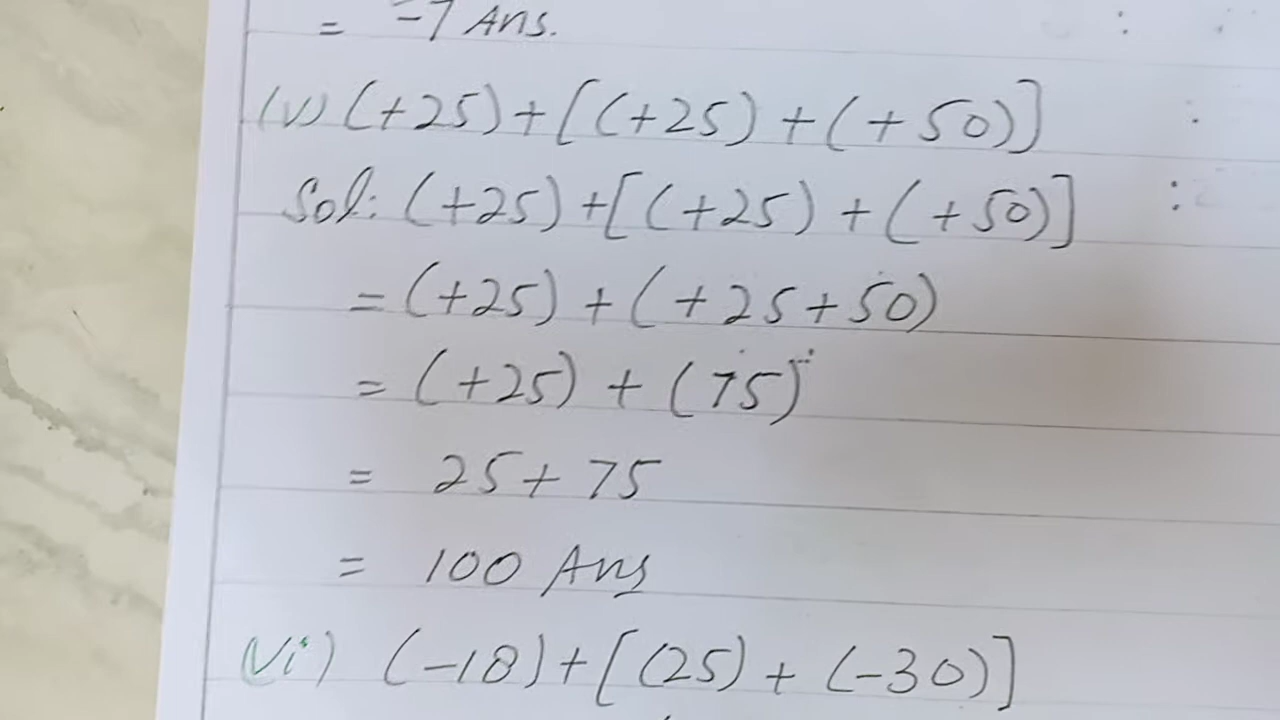 = -7 Ans.
(v) (+25) + [(+25) + (+50)]
Sol: (+25) + [(+25) + (+50)]
= (+25) + (+25+50)
= (+25) + (75)
= 25 + 75
= 100 Ans
(vi) (-18) + [(25) + (-30)]